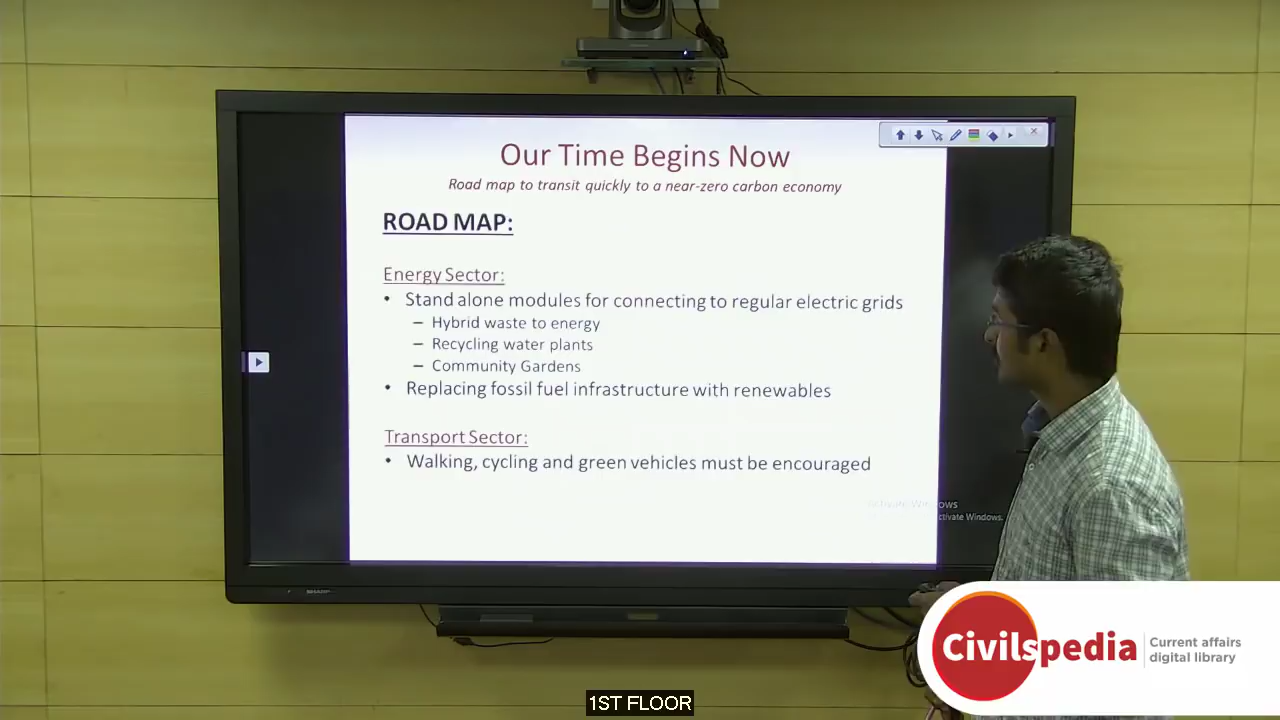 Our Time Begins Now
Road map to transit quickly to a near-zero carbon economy
ROAD MAP:
Energy Sector:
• Stand alone modules for connecting to regular electric grids
– Hybrid waste to energy
– Recycling water plants
– Community Gardens
• Replacing fossil fuel infrastructure with renewables
Transport Sector:
• Walking, cycling and green vehicles must be encouraged
Activate Windows
SHARP
Civilspedia
Current affairs
digital library
1ST FLOOR